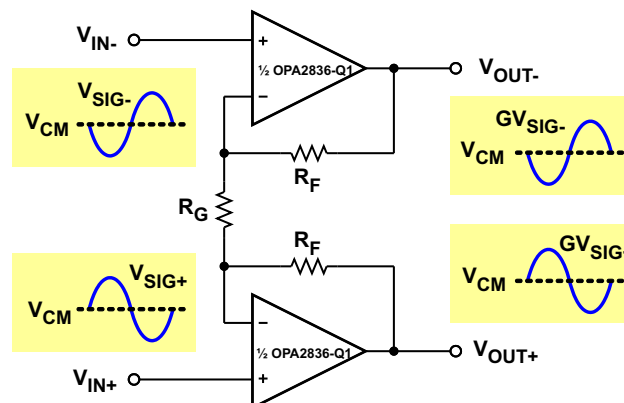 VIN-
+
½ OPA2836-Q1
−
VOUT-
VSIG-
VCM
GVSIG-
VCM
RF
RG
RF
VSIG+
VCM
GVSIG+
VCM
−
½ OPA2836-Q1
+
VIN+
VOUT+